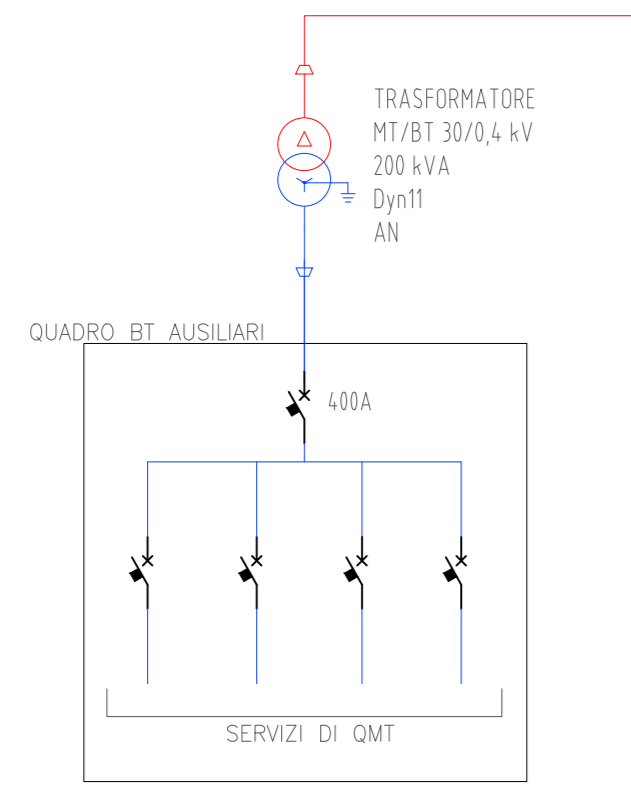 TRASFORMATORE
MT/BT 30/0,4 kV
200 kVA
Dyn11
AN
QUADRO BT AUSILIARI
400A
SERVIZI DI QMT